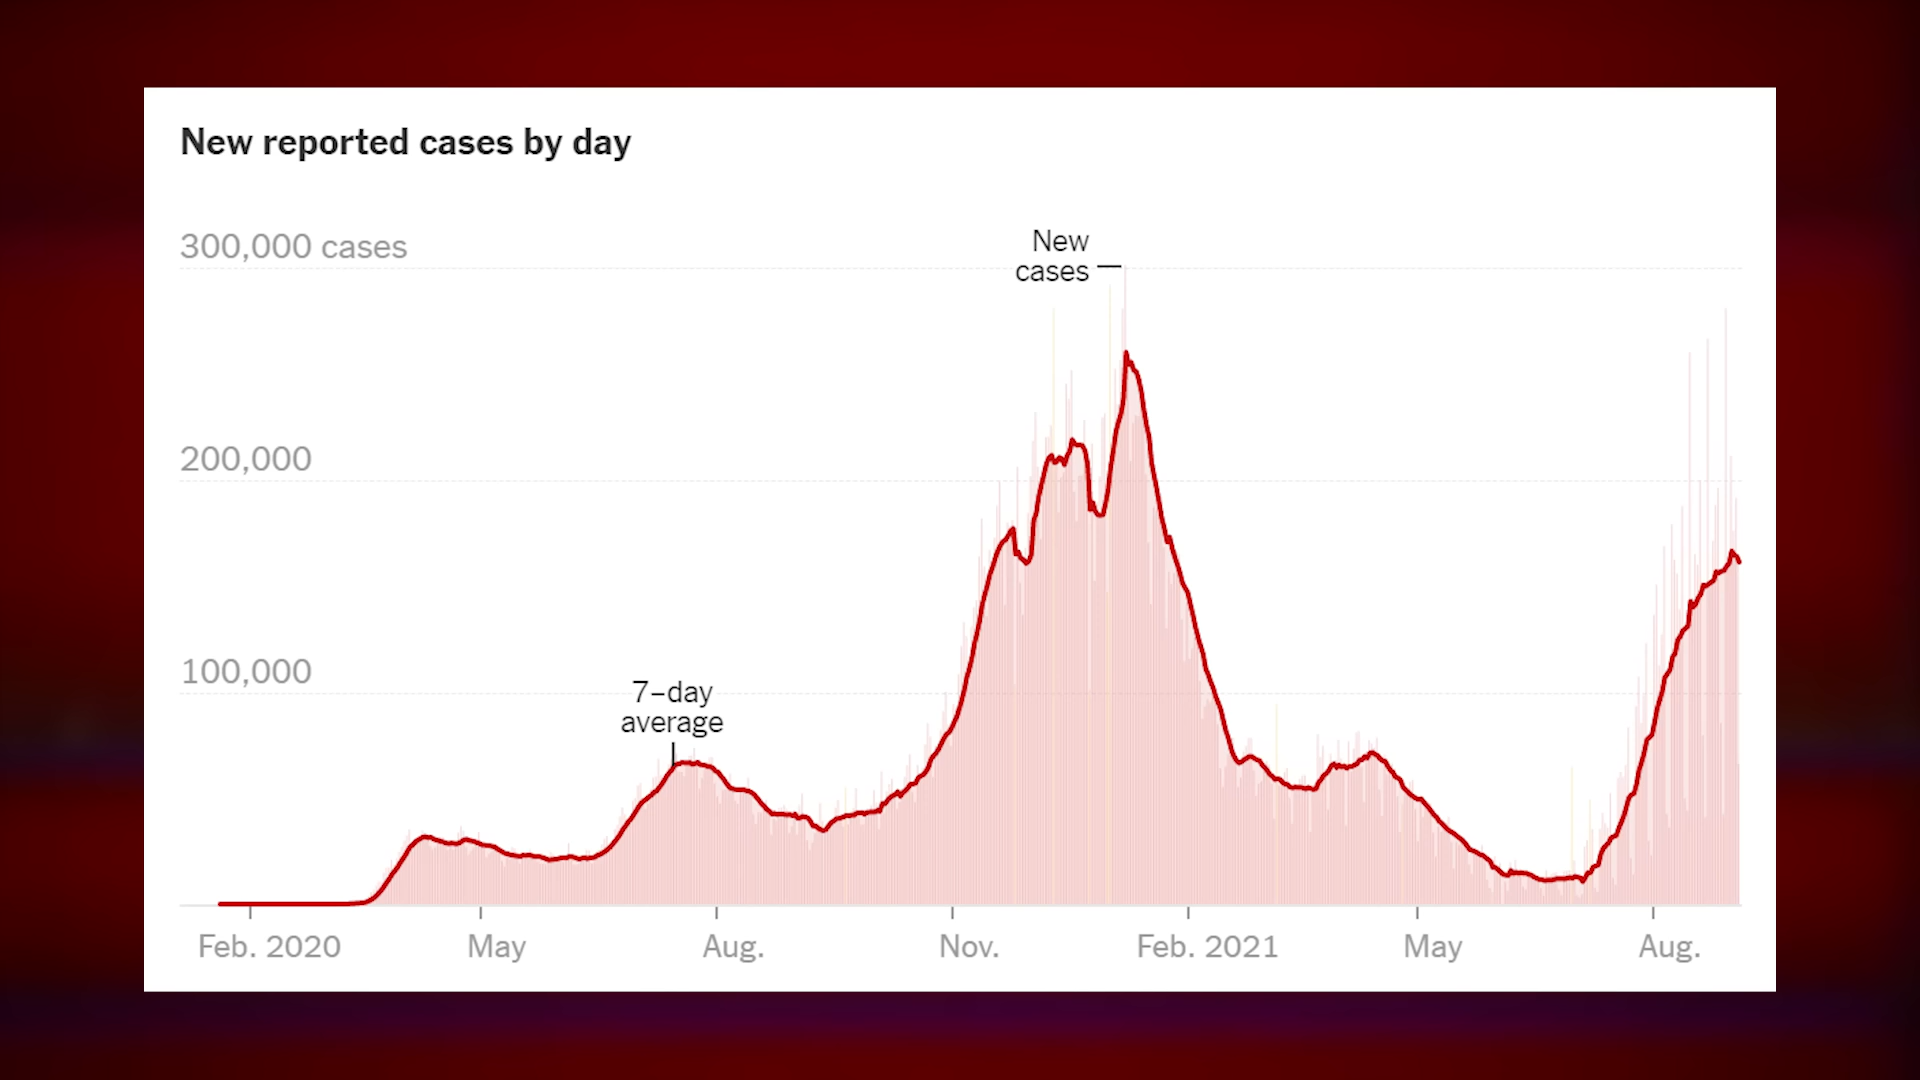 New reported cases by day
300,000 cases
New
cases
200,000
100,000
7–day
average
Feb. 2020
May
Aug.
Nov.
Feb. 2021
May
Aug.